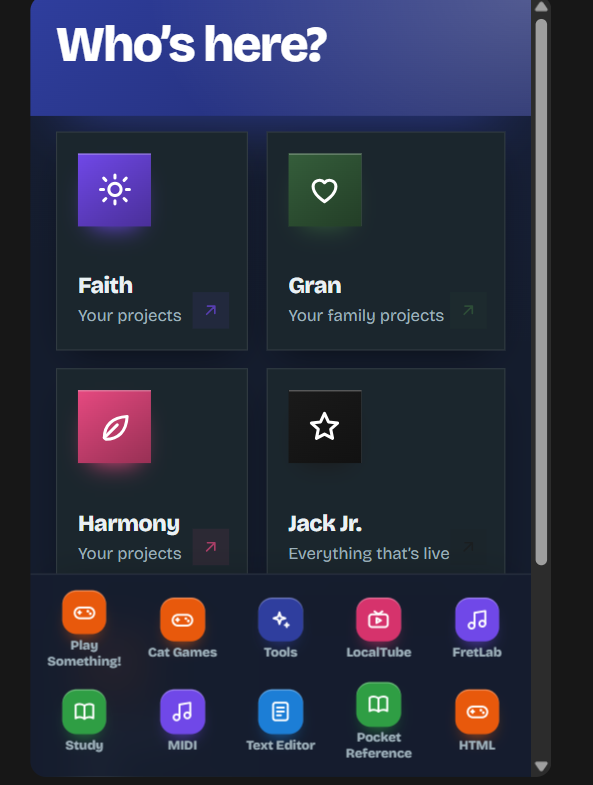 Who's here?
Faith
Your projects
Gran
Your family projects
Harmony
Your projects
Jack Jr.
Everything that's live
Play
Something!
Cat Games
Tools
LocalTube
FretLab
Study
MIDI
Text Editor
Pocket
Reference
HTML